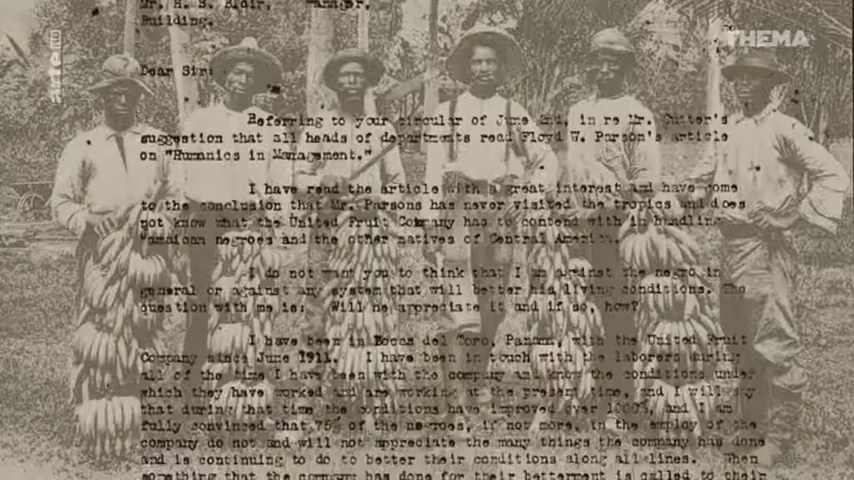 Mr. H. S. Blair, Manager,
Building.
THEMA
arte
Dear Sir:
Referring to your circular of June 2nd, in re Mr. Cutter's
suggestion that all heads of departments read Floyd W. Parson's article
on "Humanics in Management."
I have read the article with a great interest and have come
to the conclusion that Mr. Parsons has never visited the tropics and does
not know what the United Fruit Company has to contend with in handling
Jamaican negroes and the other natives of Central America.
I do not want you to think that I am against the negro in
general or against any system that will better his living conditions. The
question with me is: Will he appreciate it and if so, how?
I have been in Bocas del Toro, Panama, with the United Fruit
Company since June 1911. I have been in touch with the laborers during
all of the time I have been with the company and know the conditions under
which they have worked and are working at the present time, and I will say
that during that time the conditions have improved over 1000%, and I am
fully convinced that 75% of the negroes, if not more, in the employ of the
company do not and will not appreciate the many things the company has done
and is continuing to do to better their conditions along all lines. When
something that the company has done for their betterment is called to their